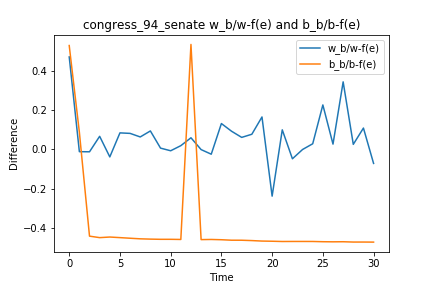 congress_94_senate w_b/w-f(e) and b_b/b-f(e)
w_b/w-f(e)
b_b/b-f(e)
Difference
0.4
0.2
0.0
−0.2
−0.4
0 5 10 15 20 25 30
Time